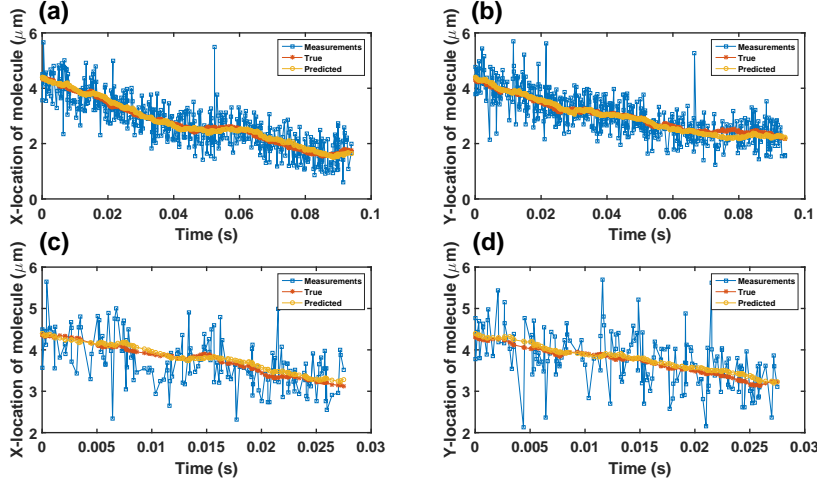 (a)
X-location of molecule (μm)
6
4
2
0
0
0.02
0.04
0.06
0.08
0.1
Time (s)
Measurements
True
Predicted
(b)
Y-location of molecule (μm)
6
4
2
0
0
0.02
0.04
0.06
0.08
0.1
Time (s)
Measurements
True
Predicted
(c)
X-location of molecule (μm)
6
5
4
3
2
0
0.005
0.01
0.015
0.02
0.025
0.03
Time (s)
Measurements
True
Predicted
(d)
Y-location of molecule (μm)
6
5
4
3
2
0
0.005
0.01
0.015
0.02
0.025
0.03
Time (s)
Measurements
True
Predicted